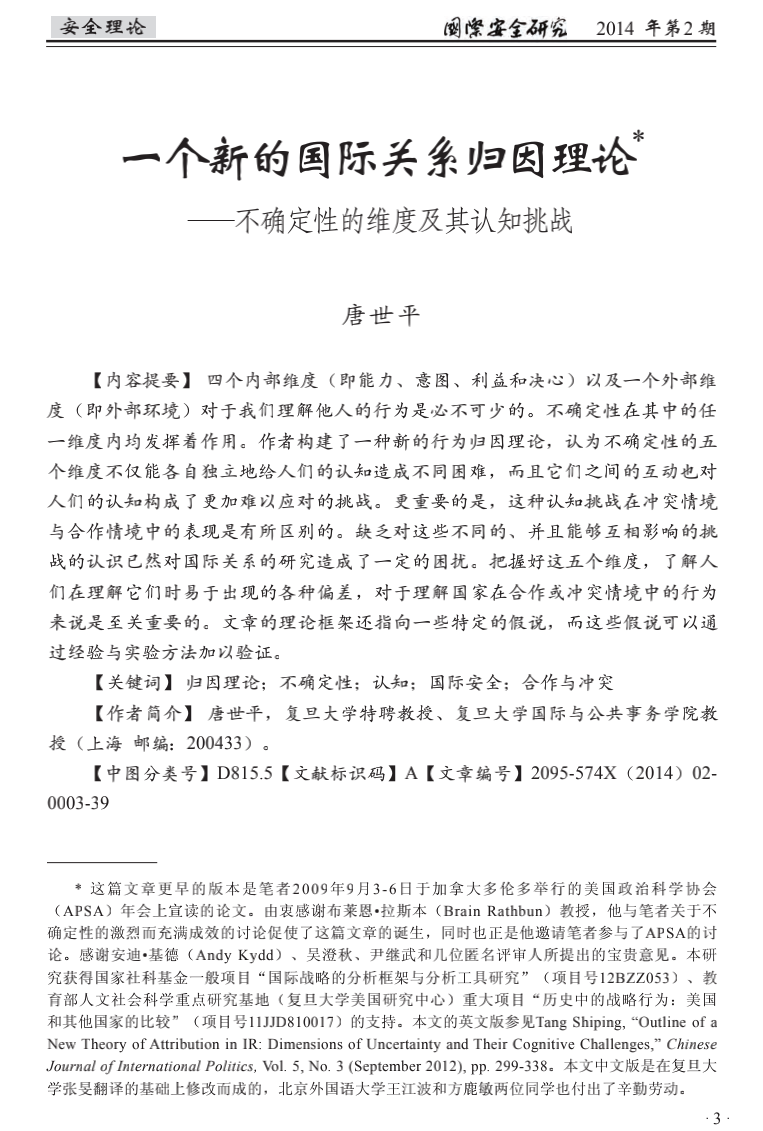 安全理论
國際安全研究 2014 年第2期
一个新的国际关系归因理论*
——不确定性的维度及其认知挑战
唐世平
【内容提要】 四个内部维度（即能力、意图、利益和决心）以及一个外部维
度（即外部环境）对于我们理解他人的行为是必不可少的。不确定性在其中的任
一维度内均发挥着作用。作者构建了一种新的行为归因理论，认为不确定性的五
个维度不仅能各自独立地给人们的认知造成不同困难，而且它们之间的互动也对
人们的认知构成了更加难以应对的挑战。更重要的是，这种认知挑战在冲突情境
与合作情境中的表现是有所区别的。缺乏对这些不同的、并且能够互相影响的挑
战的认识已然对国际关系的研究造成了一定的困扰。把握好这五个维度，了解人
们在理解它们时易于出现的各种偏差，对于理解国家在合作或冲突情境中的行为
来说是至关重要的。文章的理论框架还指向一些特定的假说，而这些假说可以通
过经验与实验方法加以验证。
【关键词】 归因理论；不确定性；认知；国际安全；合作与冲突
【作者简介】 唐世平，复旦大学特聘教授、复旦大学国际与公共事务学院教
授（上海 邮编：200433）。
【中图分类号】D815.5【文献标识码】A【文章编号】2095-574X（2014）02-
0003-39
* 这篇文章更早的版本是笔者2009年9月3-6日于加拿大多伦多举行的美国政治科学协会
（APSA）年会上宣读的论文。由衷感谢布莱恩•拉斯本（Brain Rathbun）教授，他与笔者关于不
确定性的激烈而充满成效的讨论促使了这篇文章的诞生，同时也正是他邀请笔者参与了APSA的讨
论。感谢安迪•基德（Andy Kydd）、吴澄秋、尹继武和几位匿名评审人所提出的宝贵意见。本研
究获得国家社科基金一般项目“国际战略的分析框架与分析工具研究”（项目号12BZZ053）、教
育部人文社会科学重点研究基地（复旦大学美国研究中心）重大项目“历史中的战略行为：美国
和其他国家的比较”（项目号11JJD810017）的支持。本文的英文版参见Tang Shiping, “Outline of a
New Theory of Attribution in IR: Dimensions of Uncertainty and Their Cognitive Challenges,” Chinese
Journal of International Politics, Vol. 5, No. 3 (September 2012), pp. 299-338。本文中文版是在复旦大
学张旻翻译的基础上修改而成的，北京外国语大学王江波和方鹿敏两位同学也付出了辛勤劳动。
· 3 ·